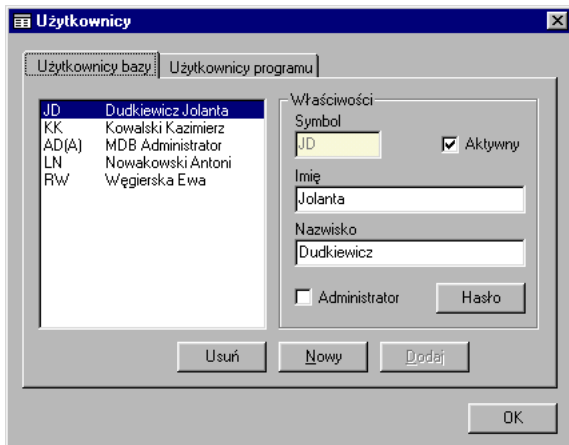 Użytkownicy
Użytkownicy bazy Użytkownicy programu
JD Dudkiewicz Jolanta
KK Kowalski Kazimierz
AD(A) MDB Administrator
LN Nowakowski Antoni
RW Węgierska Ewa
Właściwości
Symbol
JD Aktywny
Imię
Jolanta
Nazwisko
Dudkiewicz
Administrator Hasło
Usuń Nowy Dodaj
OK